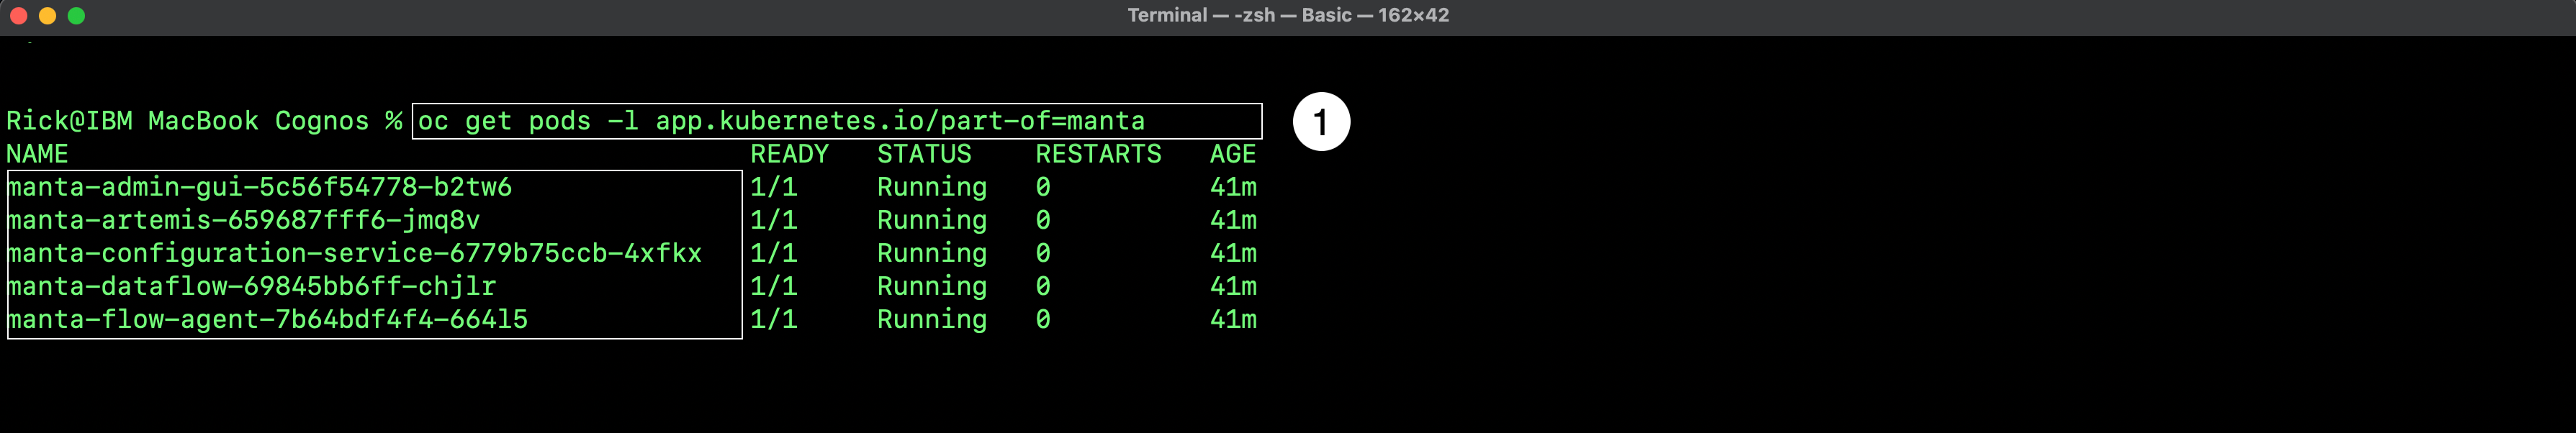 Terminal — -zsh — Basic — 162×42
Rick@IBM MacBook Cognos % oc get pods -l app.kubernetes.io/part-of=manta
1
NAME READY STATUS RESTARTS AGE
manta-admin-gui-5c56f54778-b2tw6 1/1 Running 0 41m
manta-artemis-659687fff6-jmq8v 1/1 Running 0 41m
manta-configuration-service-6779b75ccb-4xfkx 1/1 Running 0 41m
manta-dataflow-69845bb6ff-chjlr 1/1 Running 0 41m
manta-flow-agent-7b64bdf4f4-664l5 1/1 Running 0 41m